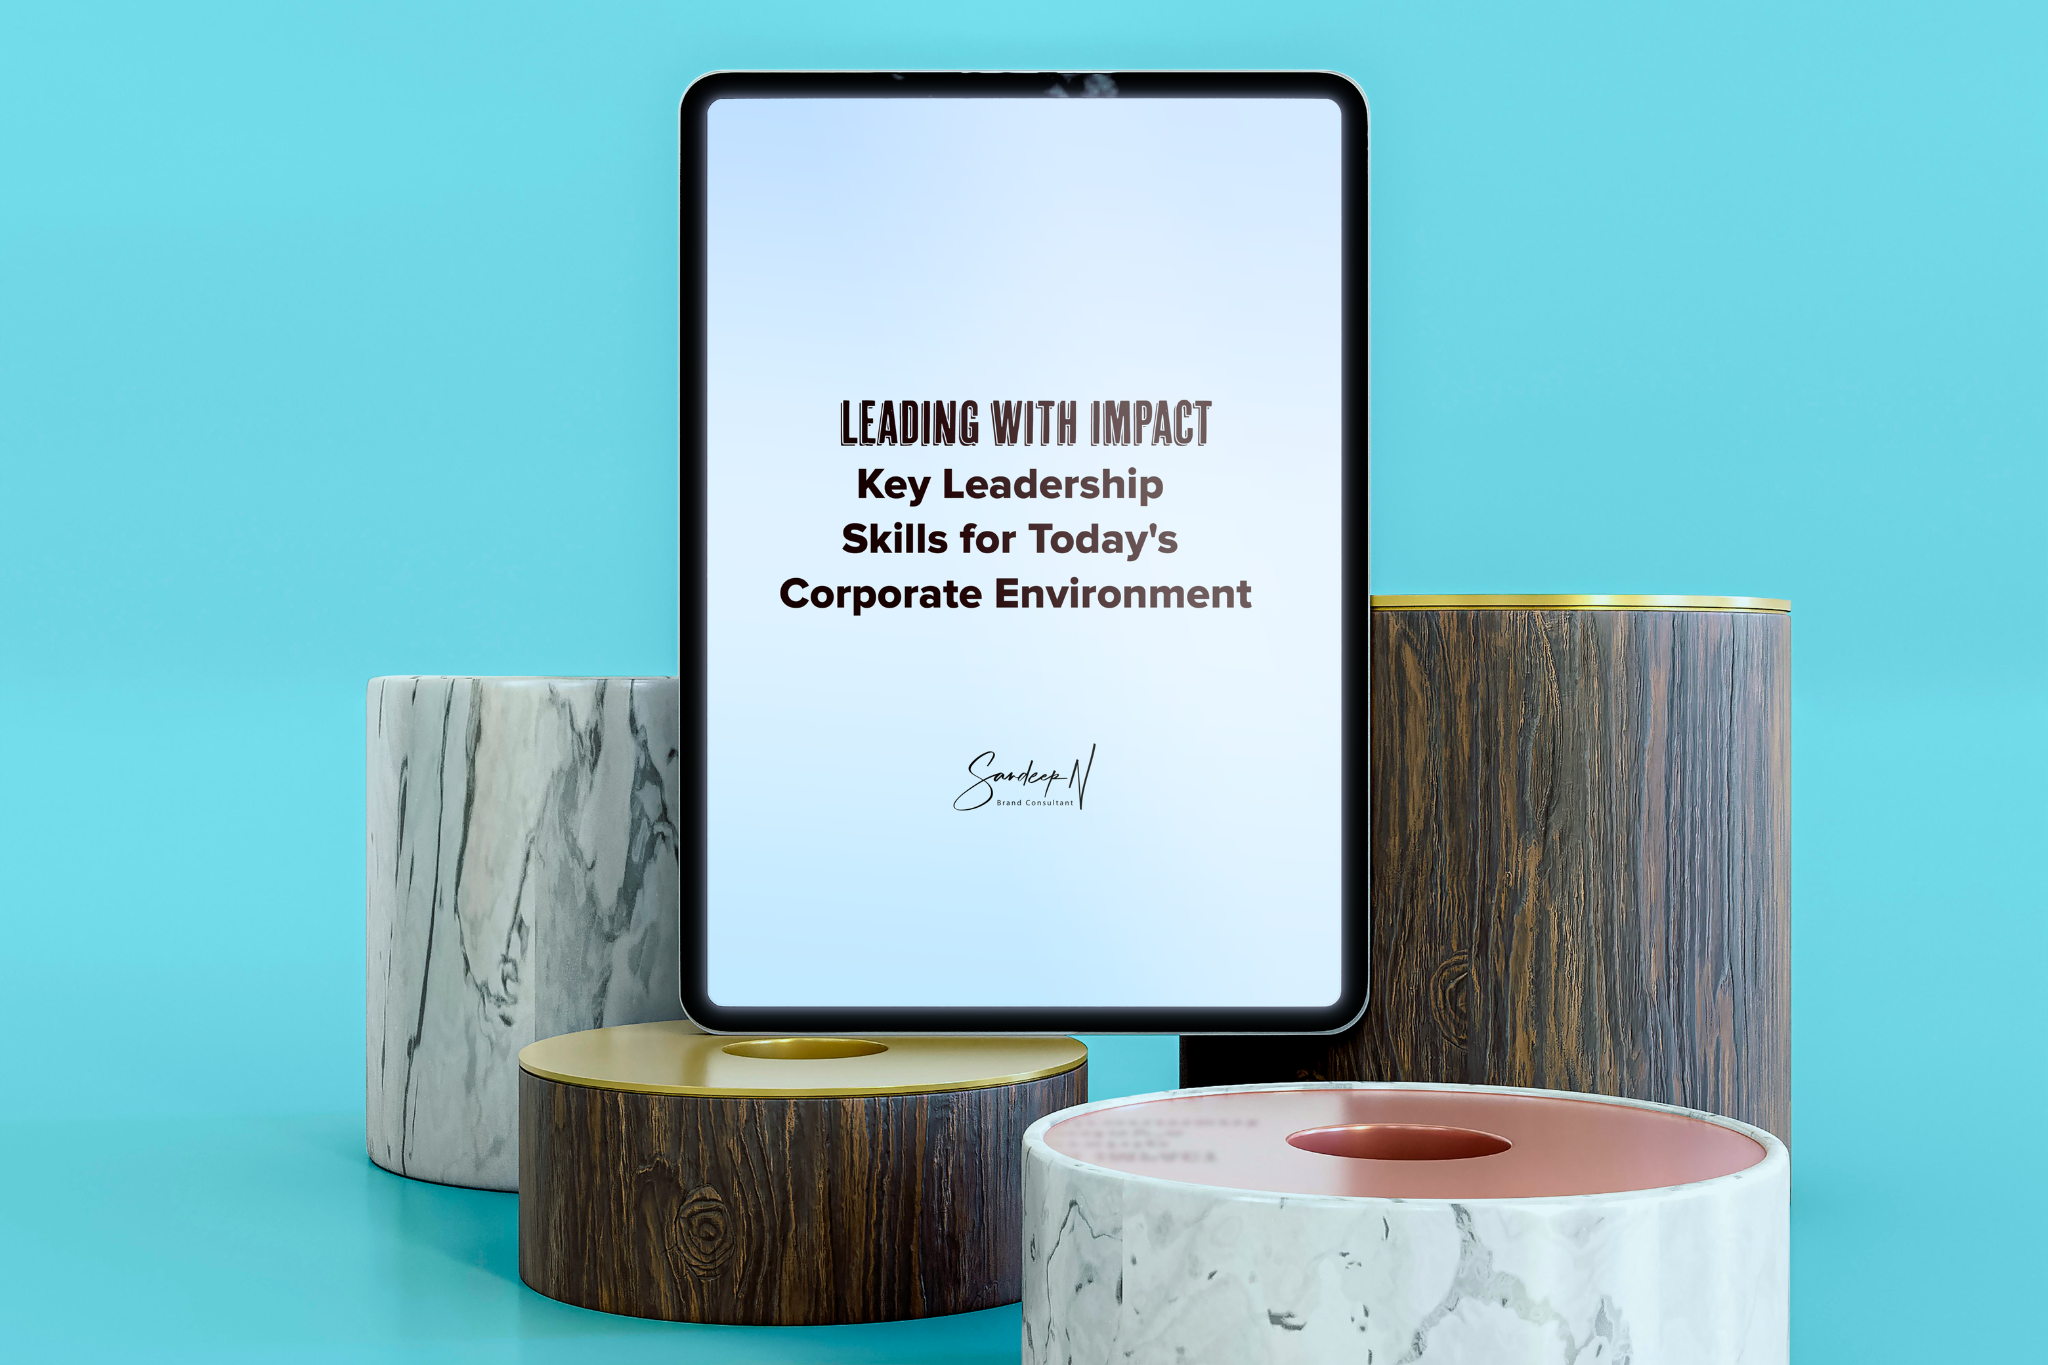 LEADING WITH IMPACT
Key Leadership
Skills for Today's
Corporate Environment
Sandeep N
Brand Consultant